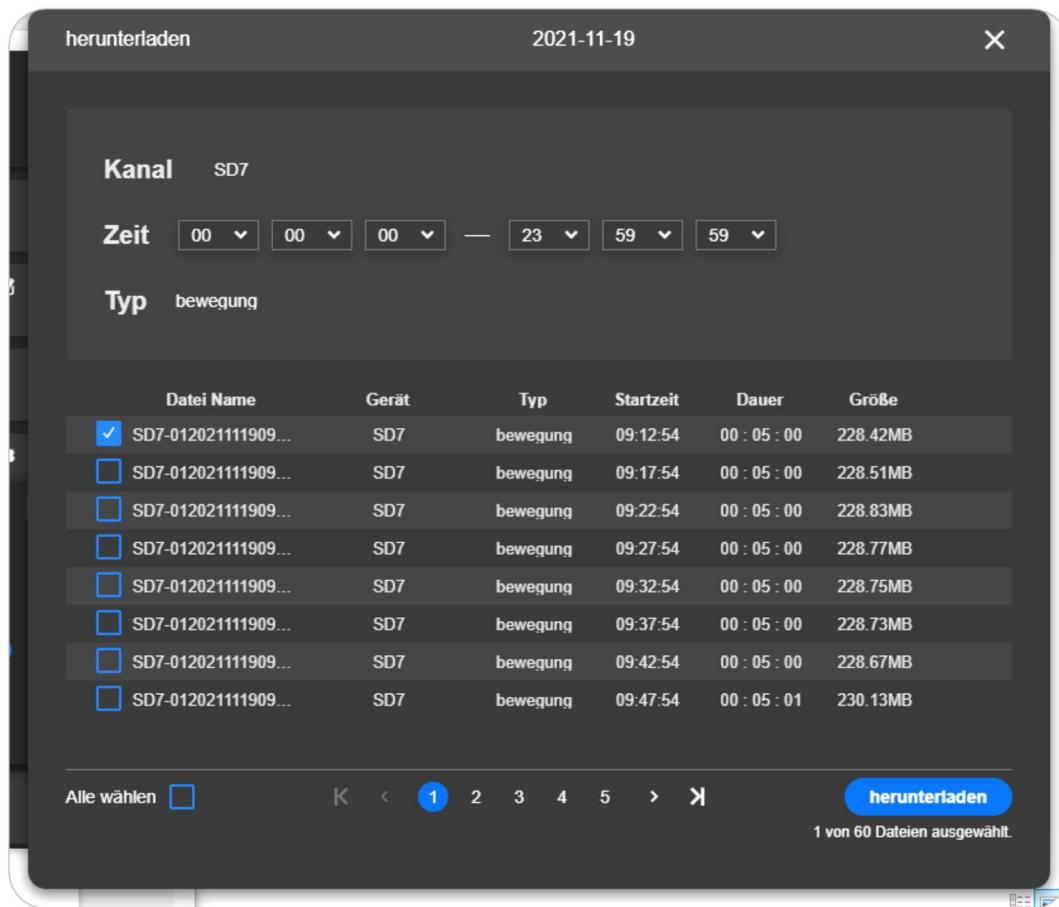 herunterladen 2021-11-19
Kanal SD7
Zeit 00 00 00 — 23 59 59
Typ bewegung
Datei Name Gerät Typ Startzeit Dauer Größe
SD7-012021111909... SD7 bewegung 09:12:54 00 : 05 : 00 228.42MB
SD7-012021111909... SD7 bewegung 09:17:54 00 : 05 : 00 228.51MB
SD7-012021111909... SD7 bewegung 09:22:54 00 : 05 : 00 228.83MB
SD7-012021111909... SD7 bewegung 09:27:54 00 : 05 : 00 228.77MB
SD7-012021111909... SD7 bewegung 09:32:54 00 : 05 : 00 228.75MB
SD7-012021111909... SD7 bewegung 09:37:54 00 : 05 : 00 228.73MB
SD7-012021111909... SD7 bewegung 09:42:54 00 : 05 : 00 228.67MB
SD7-012021111909... SD7 bewegung 09:47:54 00 : 05 : 01 230.13MB
Alle wählen 1 2 3 4 5 herunterladen
1 von 60 Dateien ausgewählt.